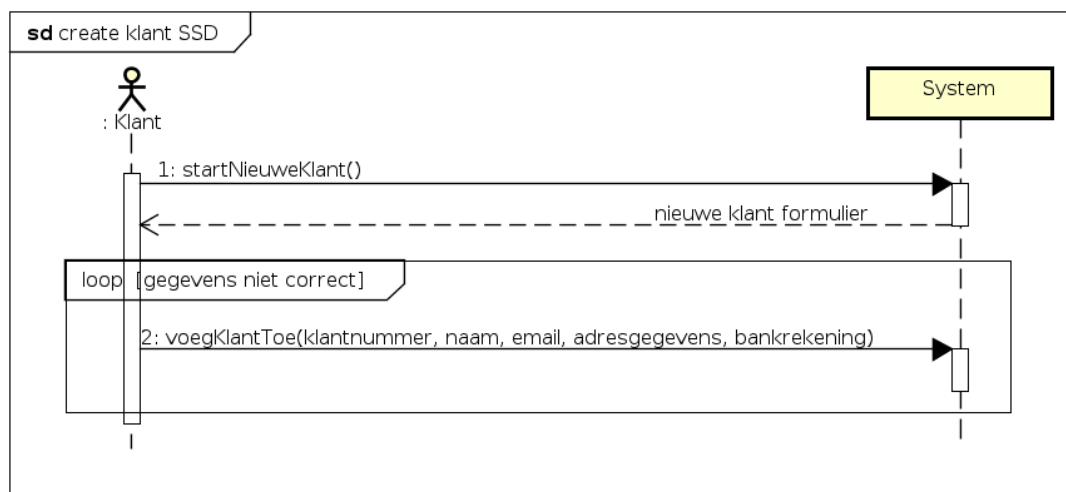 sd create klant SSD
: Klant
System
1: startNieuweKlant()
nieuwe klant formulier
loop [gegevens niet correct]
2: voegKlantToe(klantnummer, naam, email, adresgegevens, bankrekening)